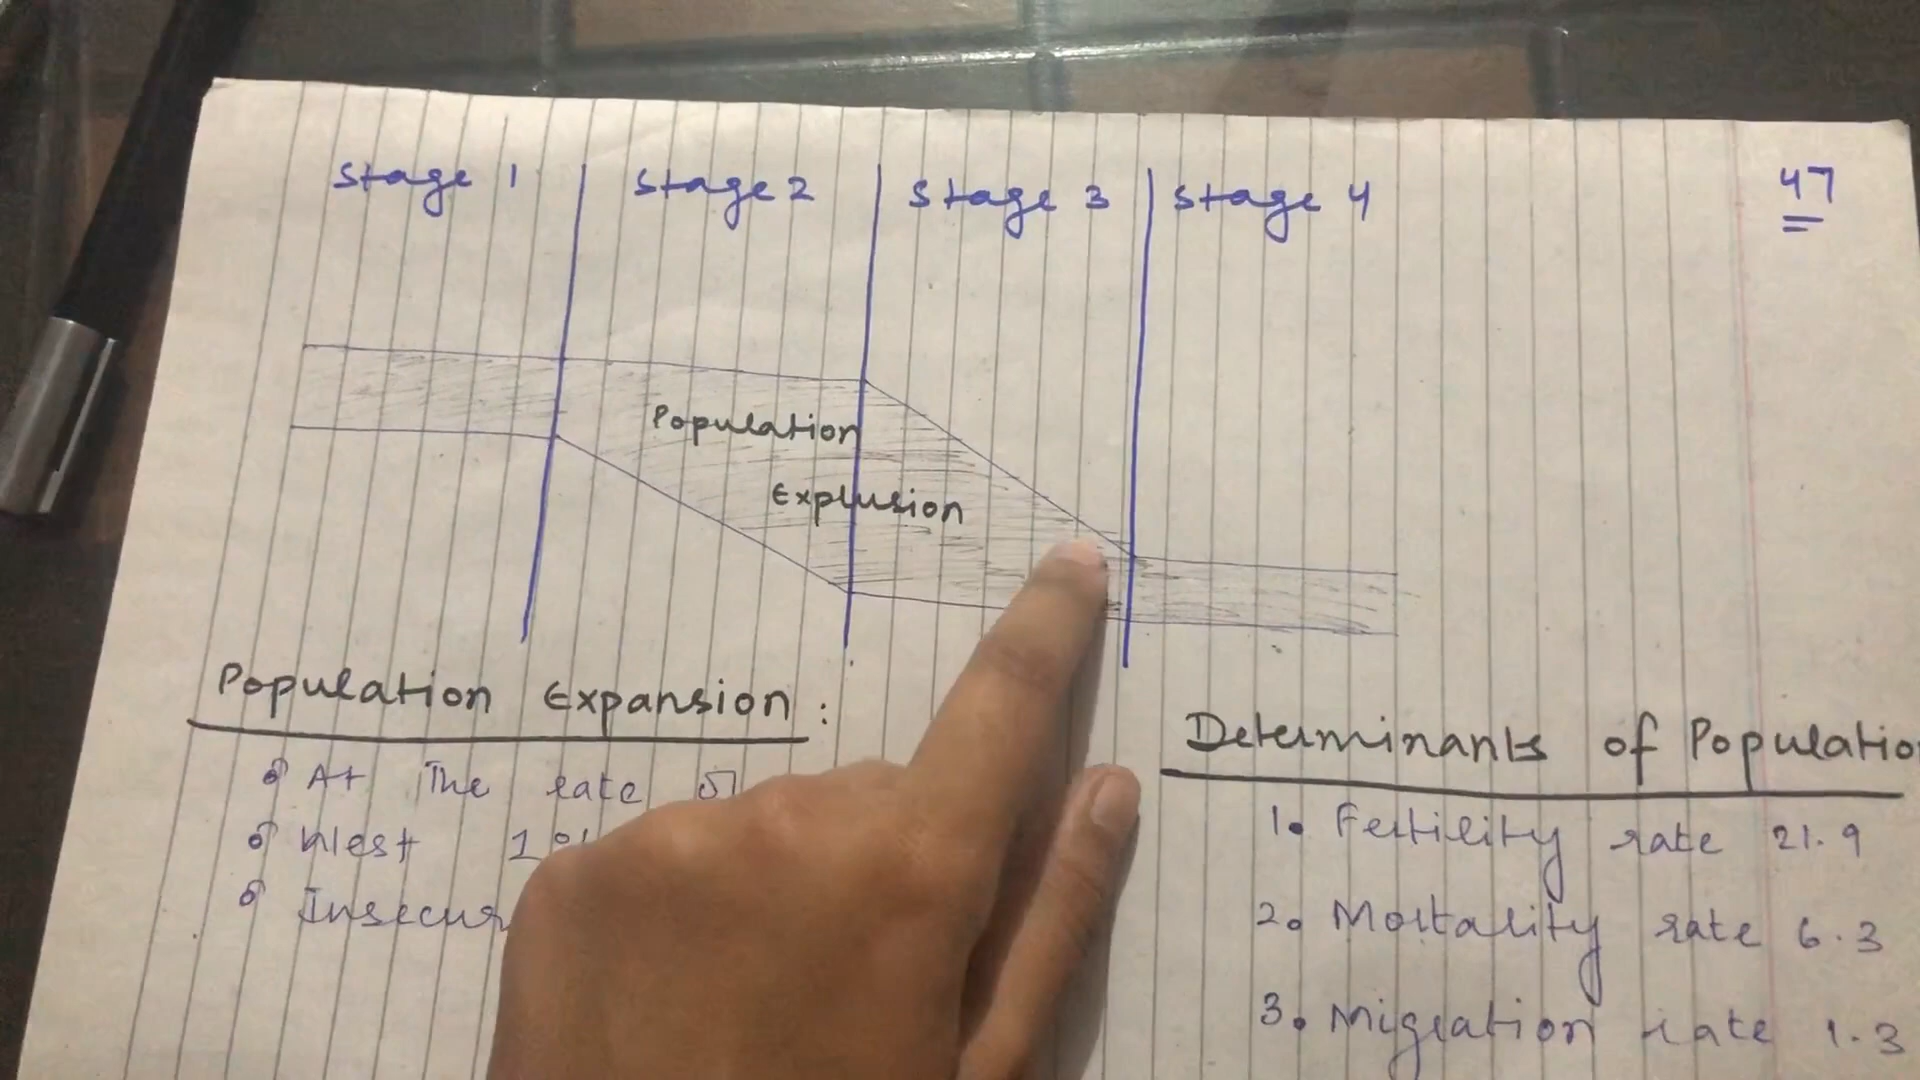 Stage 1 Stage 2 Stage 3 Stage 4
47
Population
Explusion
Population Expansion :
At The rate
West
Determinants of Populatio
1. Fertility rate 21.9
2. Mortality rate 6.3
3. Migration rate 1.3